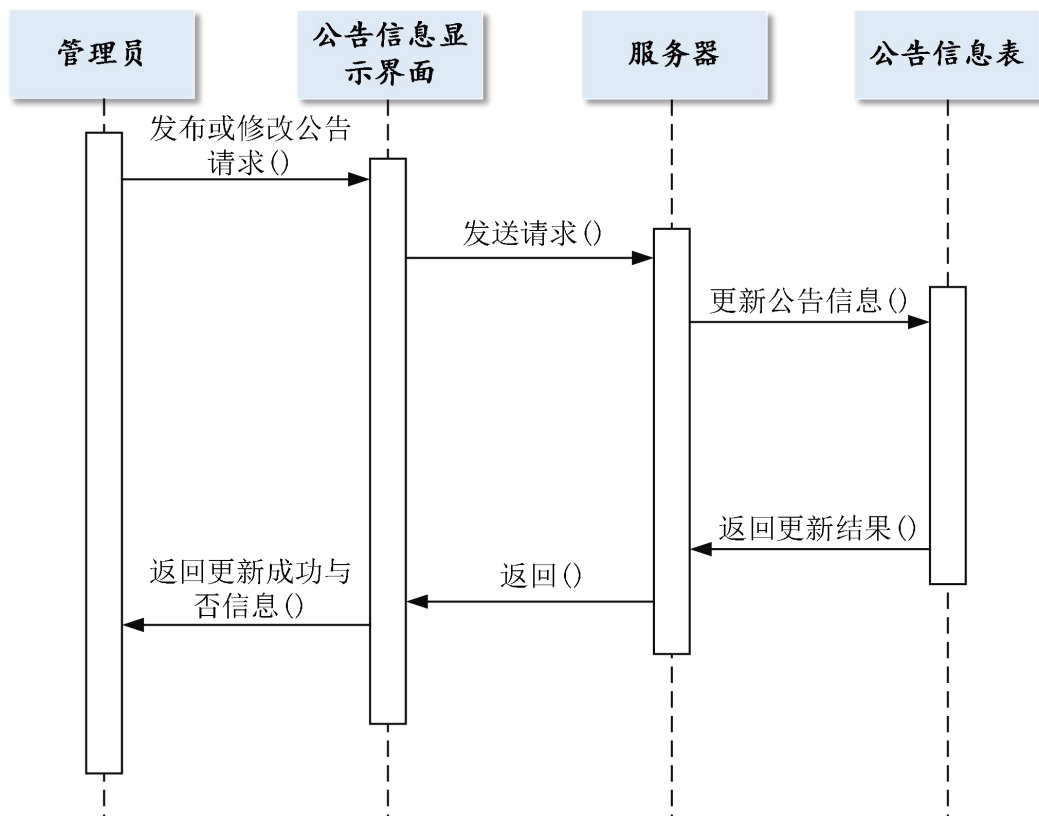 管理员
公告信息显
示界面
服务器
公告信息表
发布或修改公告
请求()
发送请求()
更新公告信息()
返回更新结果()
返回()
返回更新成功与
否信息()